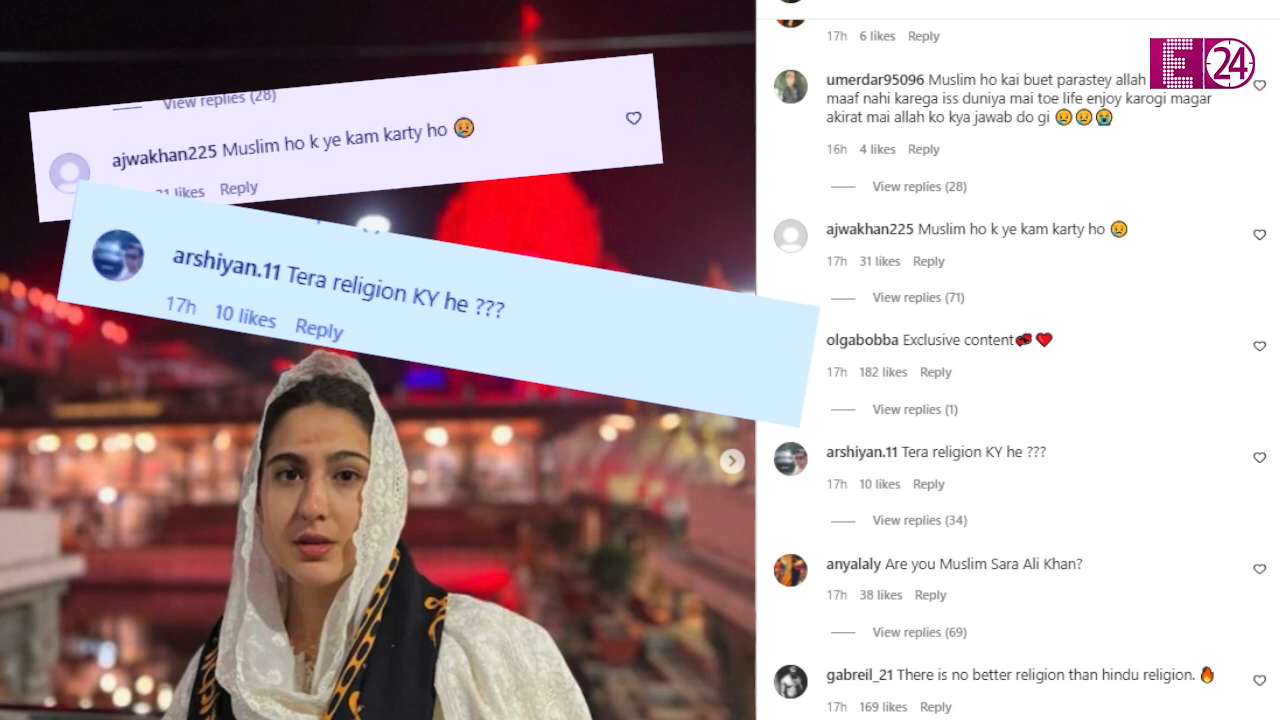 View replies (28)
ajwakhan225 Muslim ho k ye kam karty ho 😢
31 likes Reply
arshiyan.11 Tera religion KY he ???
17h 10 likes Reply
17h 6 likes Reply
E24
umerdar95096 Muslim ho kai buet parastey allah
maaf nahi karega iss duniya mai toe life enjoy karogi magar
akirat mai allah ko kya jawab do gi 😢😢😭
16h 4 likes Reply
View replies (28)
ajwakhan225 Muslim ho k ye kam karty ho 😢
17h 31 likes Reply
View replies (71)
olgabobba Exclusive content❤️
17h 182 likes Reply
View replies (1)
arshiyan.11 Tera religion KY he ???
17h 10 likes Reply
View replies (34)
anyalaly Are you Muslim Sara Ali Khan?
17h 38 likes Reply
View replies (69)
gabreil_21 There is no better religion than hindu religion. 🔥
17h 169 likes Reply